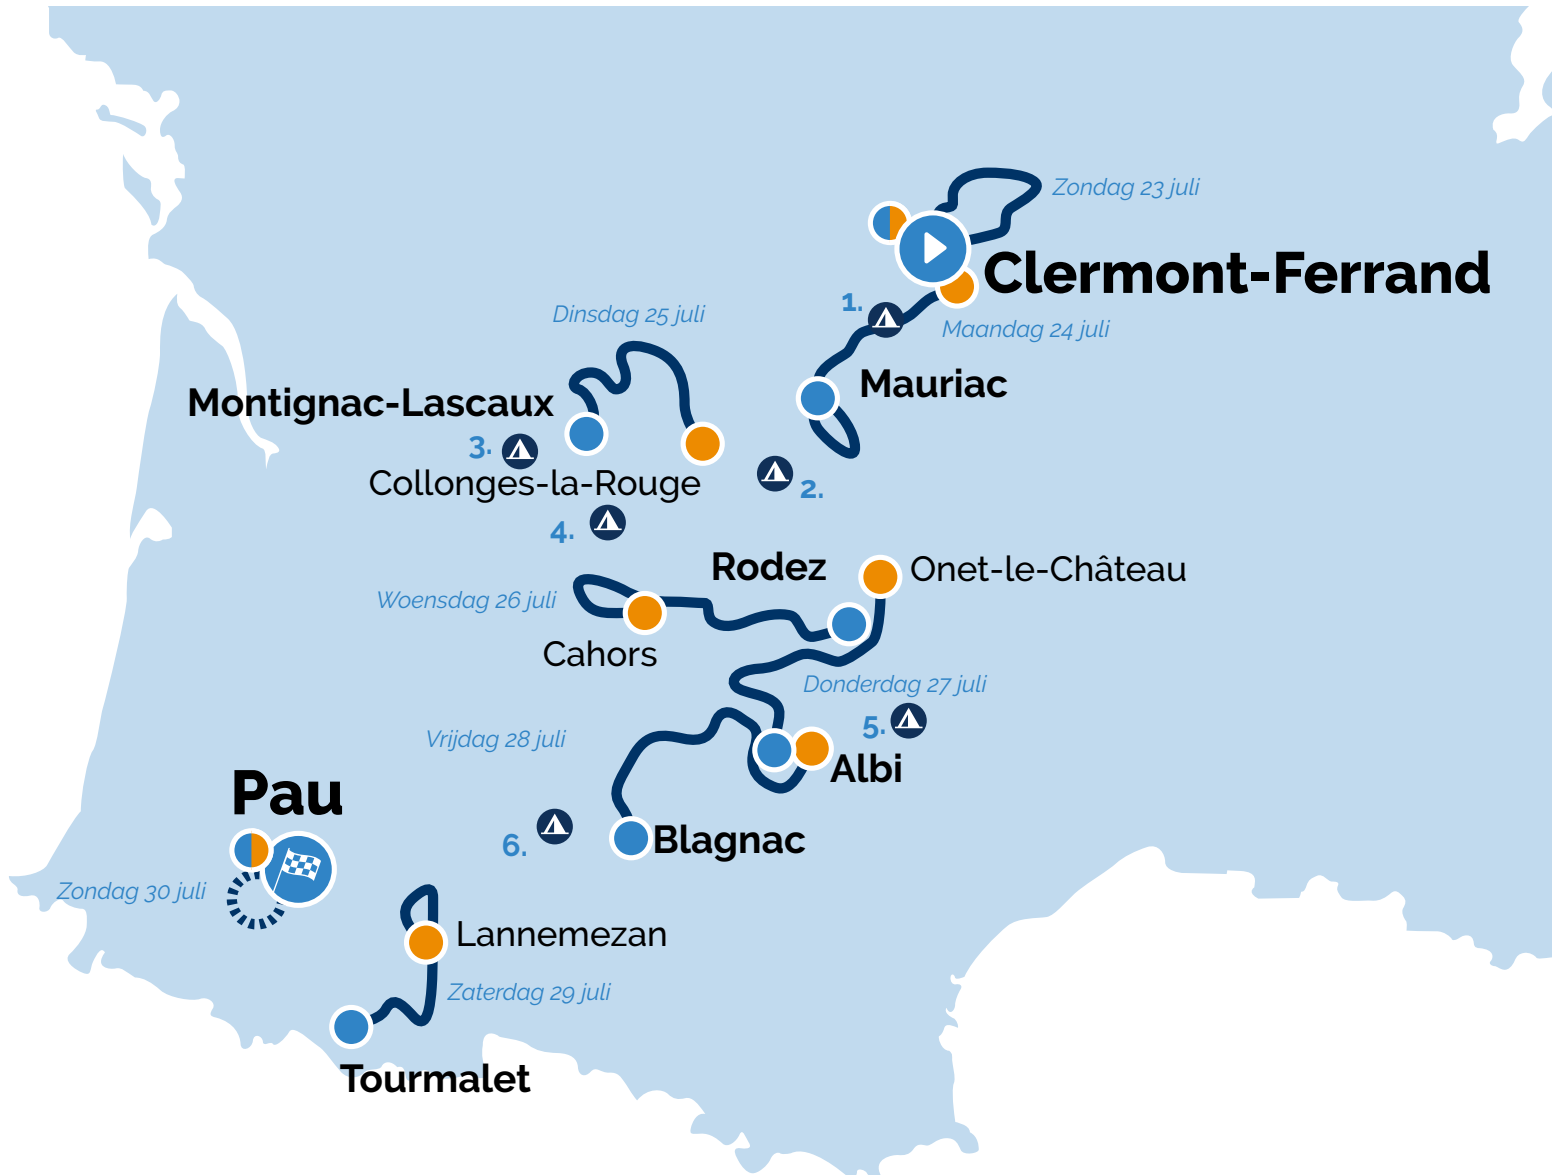 Zondag 23 juli
Clermont-Ferrand
1.
Dinsdag 25 juli
Maandag 24 juli
Mauriac
Montignac-Lascaux
3.
Collonges-la-Rouge
2.
4.
Rodez
Onet-le-Château
Woensdag 26 juli
Cahors
Donderdag 27 juli
5.
Vrijdag 28 juli
Albi
Pau
6.
Blagnac
Zondag 30 juli
Lannemezan
Zaterdag 29 juli
Tourmalet